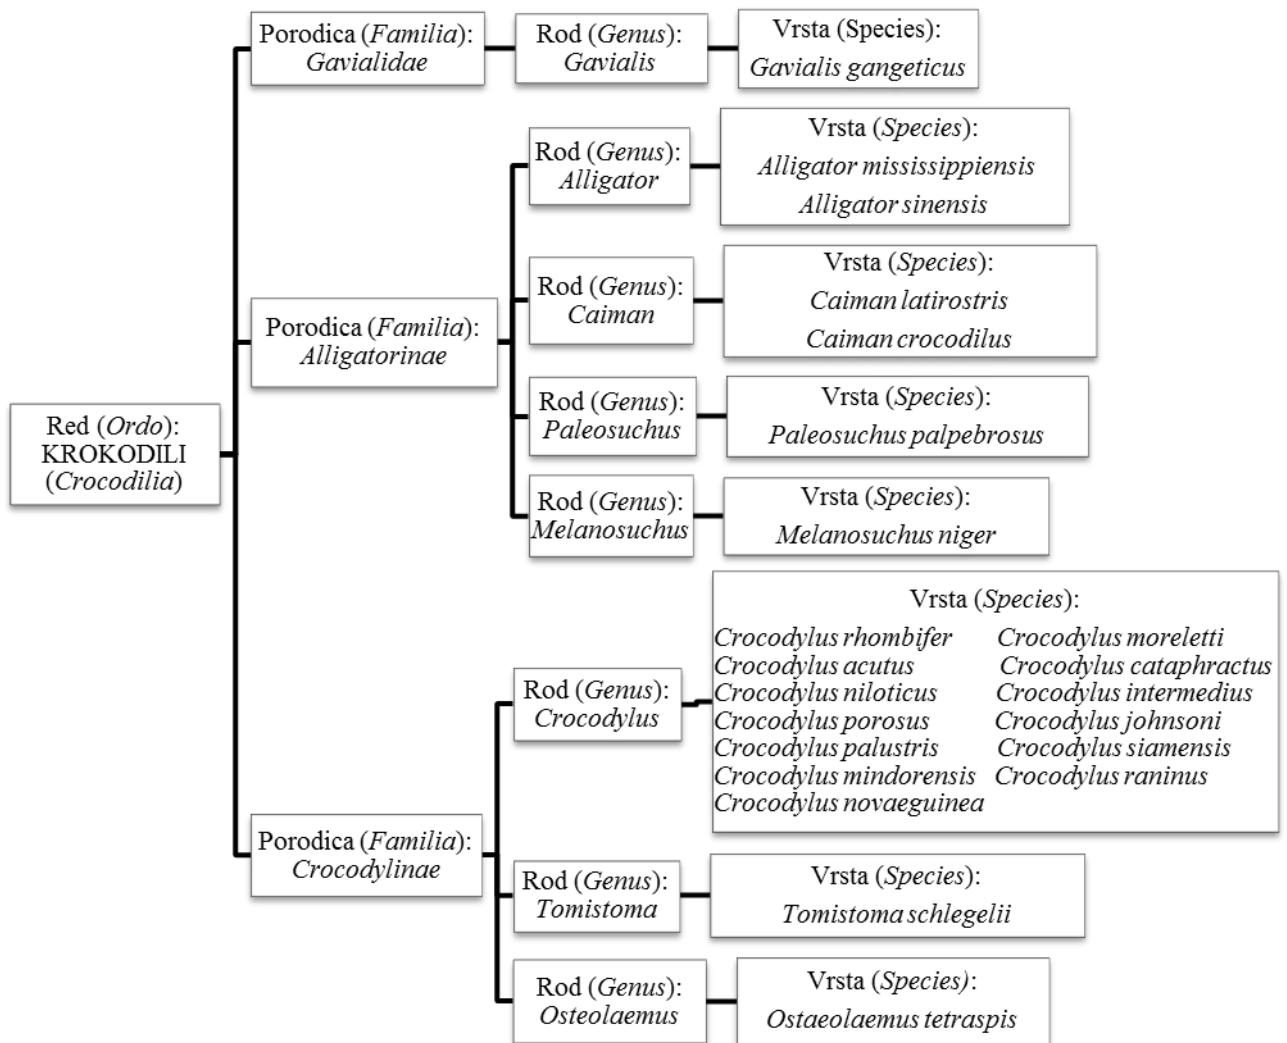 Porodica (Familia):
Gavialidae
Rod (Genus):
Gavialis
Vrsta (Species):
Gavialis gangeticus
Rod (Genus):
Alligator
Vrsta (Species):
Alligator mississippiensis
Alligator sinensis
Rod (Genus):
Caiman
Vrsta (Species):
Caiman latirostris
Caiman crocodilus
Porodica (Familia):
Alligatorinae
Rod (Genus):
Paleosuchus
Vrsta (Species):
Paleosuchus palpebrosus
Red (Ordo):
KROKODILI
(Crocodilia)
Rod (Genus):
Melanosuchus
Vrsta (Species):
Melanosuchus niger
Rod (Genus):
Crocodylus
Vrsta (Species):
Crocodylus rhombifer Crocodylus moreletti
Crocodylus acutus Crocodylus cataphractus
Crocodylus niloticus Crocodylus intermedius
Crocodylus porosus Crocodylus johnsoni
Crocodylus palustris Crocodylus siamensis
Crocodylus mindorensis Crocodylus raninus
Crocodylus novaeguinea
Porodica (Familia):
Crocodylinae
Rod (Genus):
Tomistoma
Vrsta (Species):
Tomistoma schlegelii
Rod (Genus):
Osteolaemus
Vrsta (Species):
Ostaeolaemus tetraspis